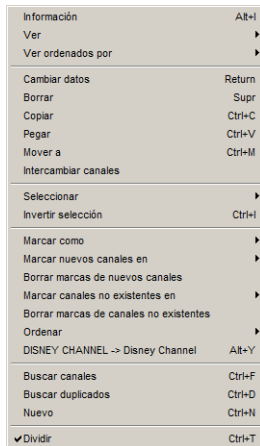 Información Alt+I
Ver
Ver ordenados por
Cambiar datos Return
Borrar Supr
Copiar Ctrl+C
Pegar Ctrl+V
Mover a Ctrl+M
Intercambiar canales
Seleccionar
Invertir selección Ctrl+I
Marcar como
Marcar nuevos canales en
Borrar marcas de nuevos canales
Marcar canales no existentes en
Borrar marcas de canales no existentes
Ordenar
DISNEY CHANNEL -> Disney Channel Alt+Y
Buscar canales Ctrl+F
Buscar duplicados Ctrl+D
Nuevo Ctrl+N
Dividir Ctrl+T